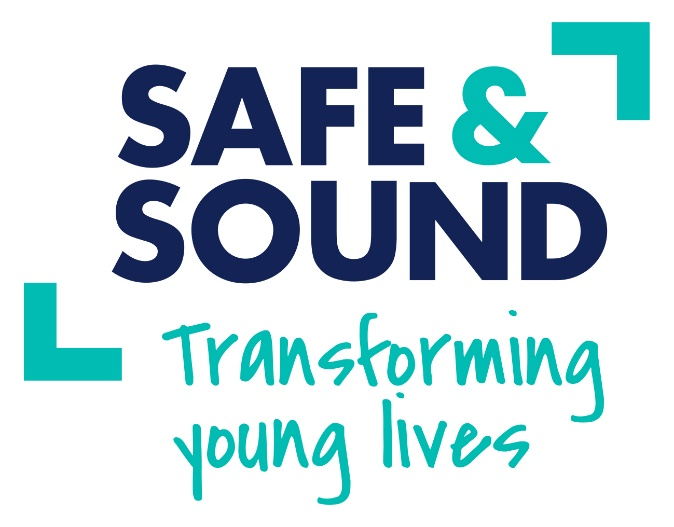 SAFE &
SOUND
Transforming
young lives